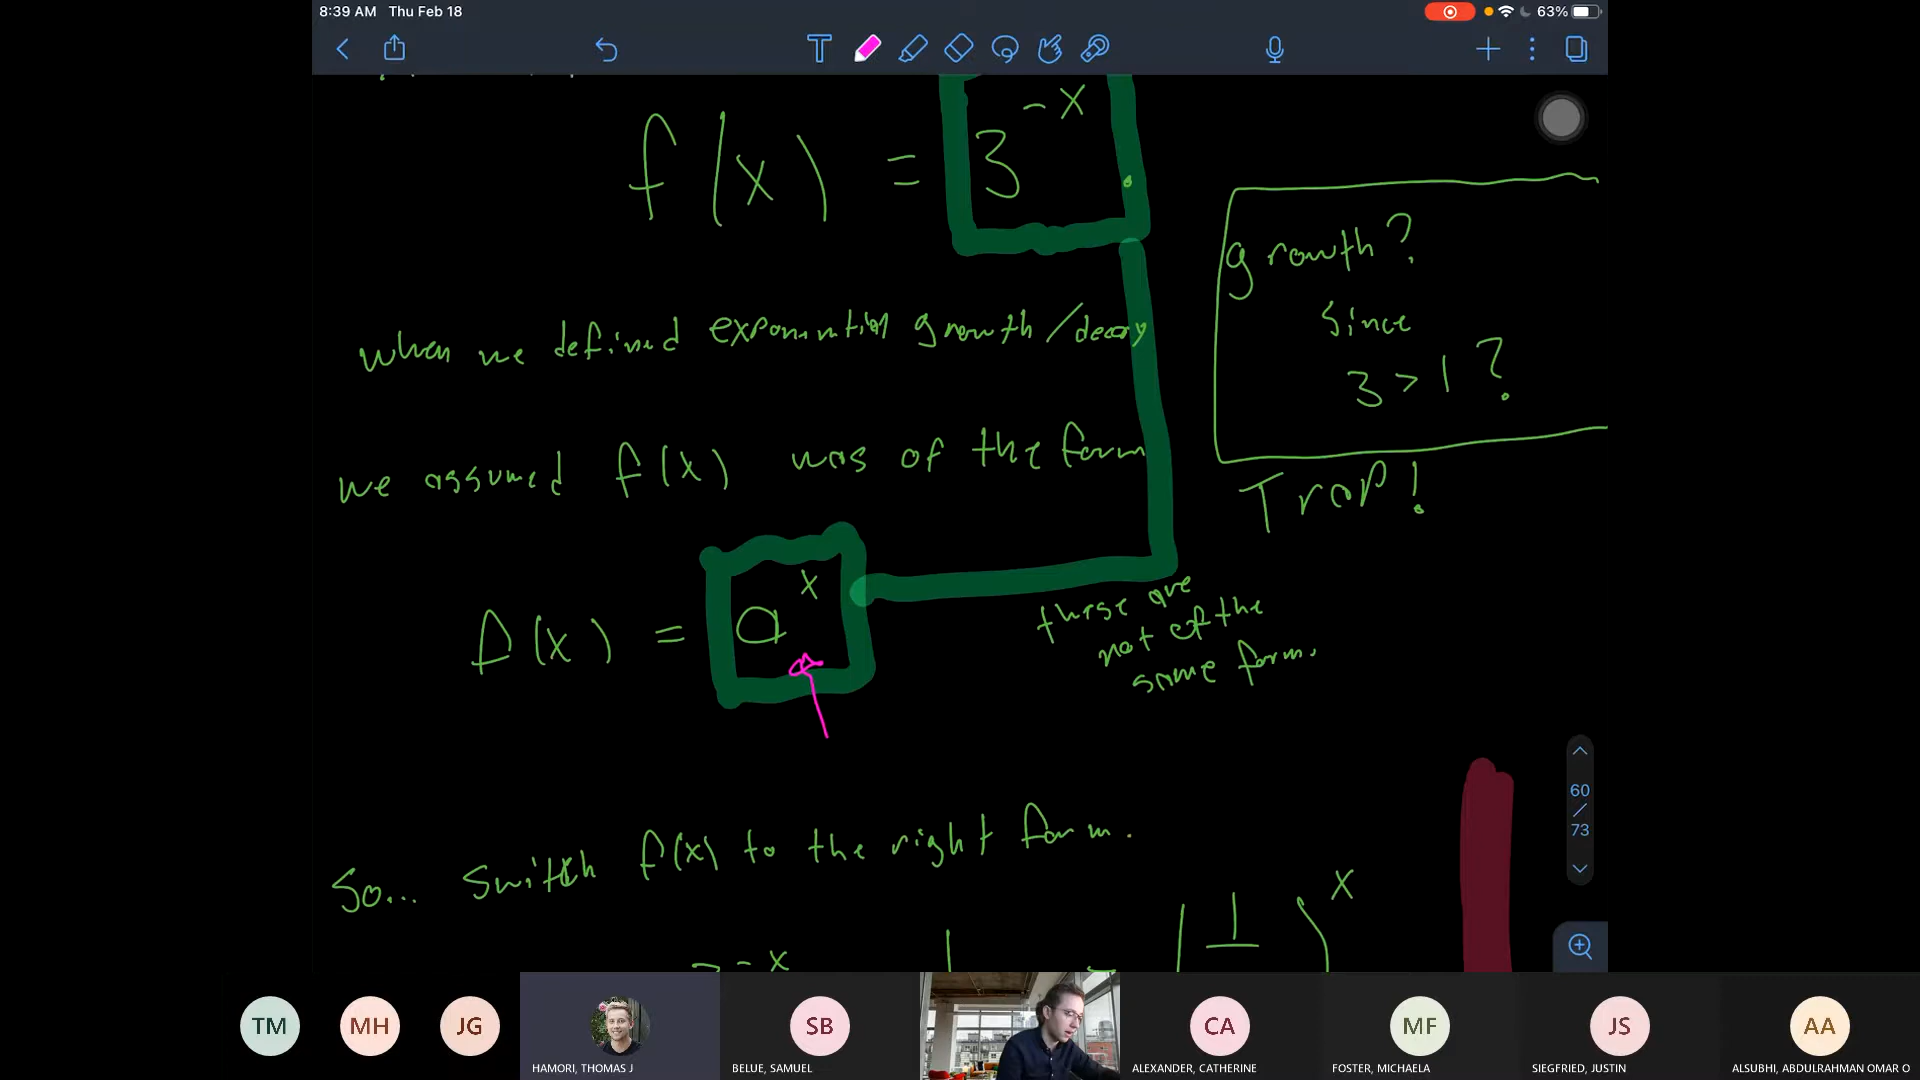 8:39 AM Thu Feb 18
63%
f(x) = 3^-x
growth?
since
3 > 1 ?
Trap!
when we defined exponential growth/decay
we assumed f(x) was of the form
f(x) = a^x
these are
not of the
same form.
So... switch f(x) to the right form.
60
/
73
TM
MH
JG
HAMORI, THOMAS J
SB
BELUE, SAMUEL
CA
ALEXANDER, CATHERINE
MF
FOSTER, MICHAELA
JS
SIEGFRIED, JUSTIN
AA
ALSUBHI, ABDULRAHMAN OMAR O